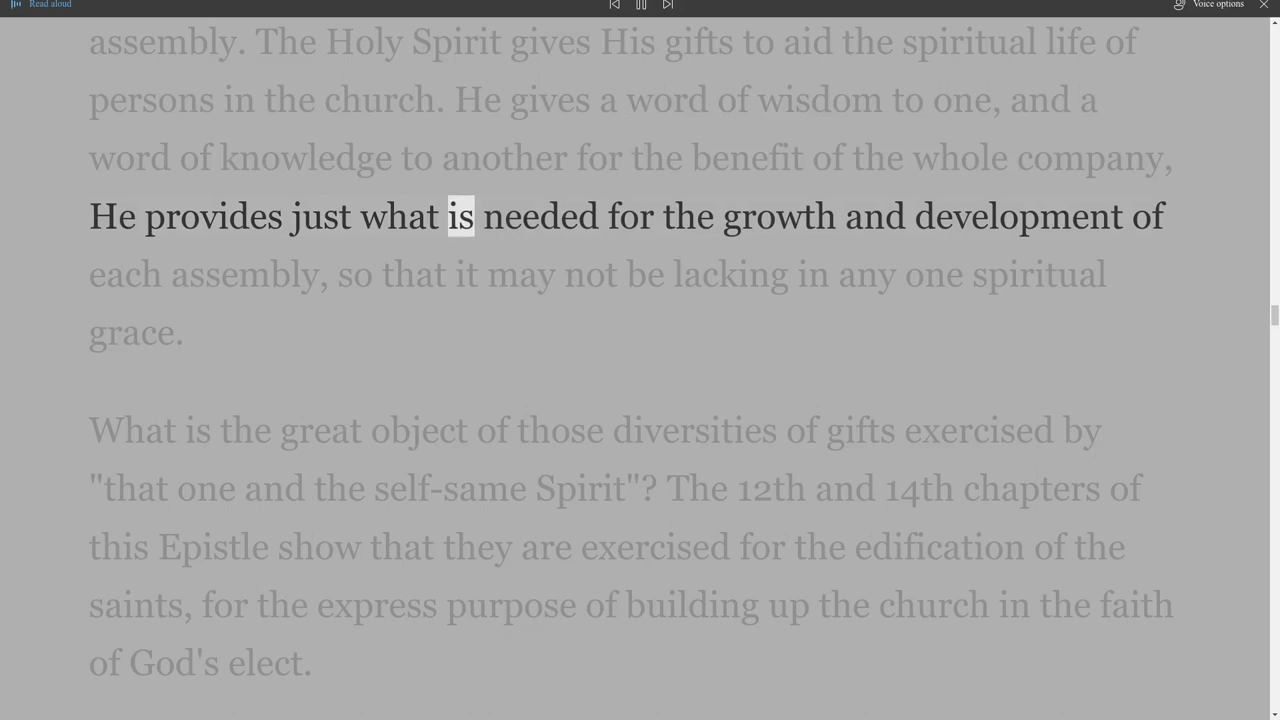 Read aloud
Voice options
assembly. The Holy Spirit gives His gifts to aid the spiritual life of
persons in the church. He gives a word of wisdom to one, and a
word of knowledge to another for the benefit of the whole company,
He provides just what is needed for the growth and development of
each assembly, so that it may not be lacking in any one spiritual
grace.
What is the great object of those diversities of gifts exercised by
"that one and the self-same Spirit"? The 12th and 14th chapters of
this Epistle show that they are exercised for the edification of the
saints, for the express purpose of building up the church in the faith
of God's elect.